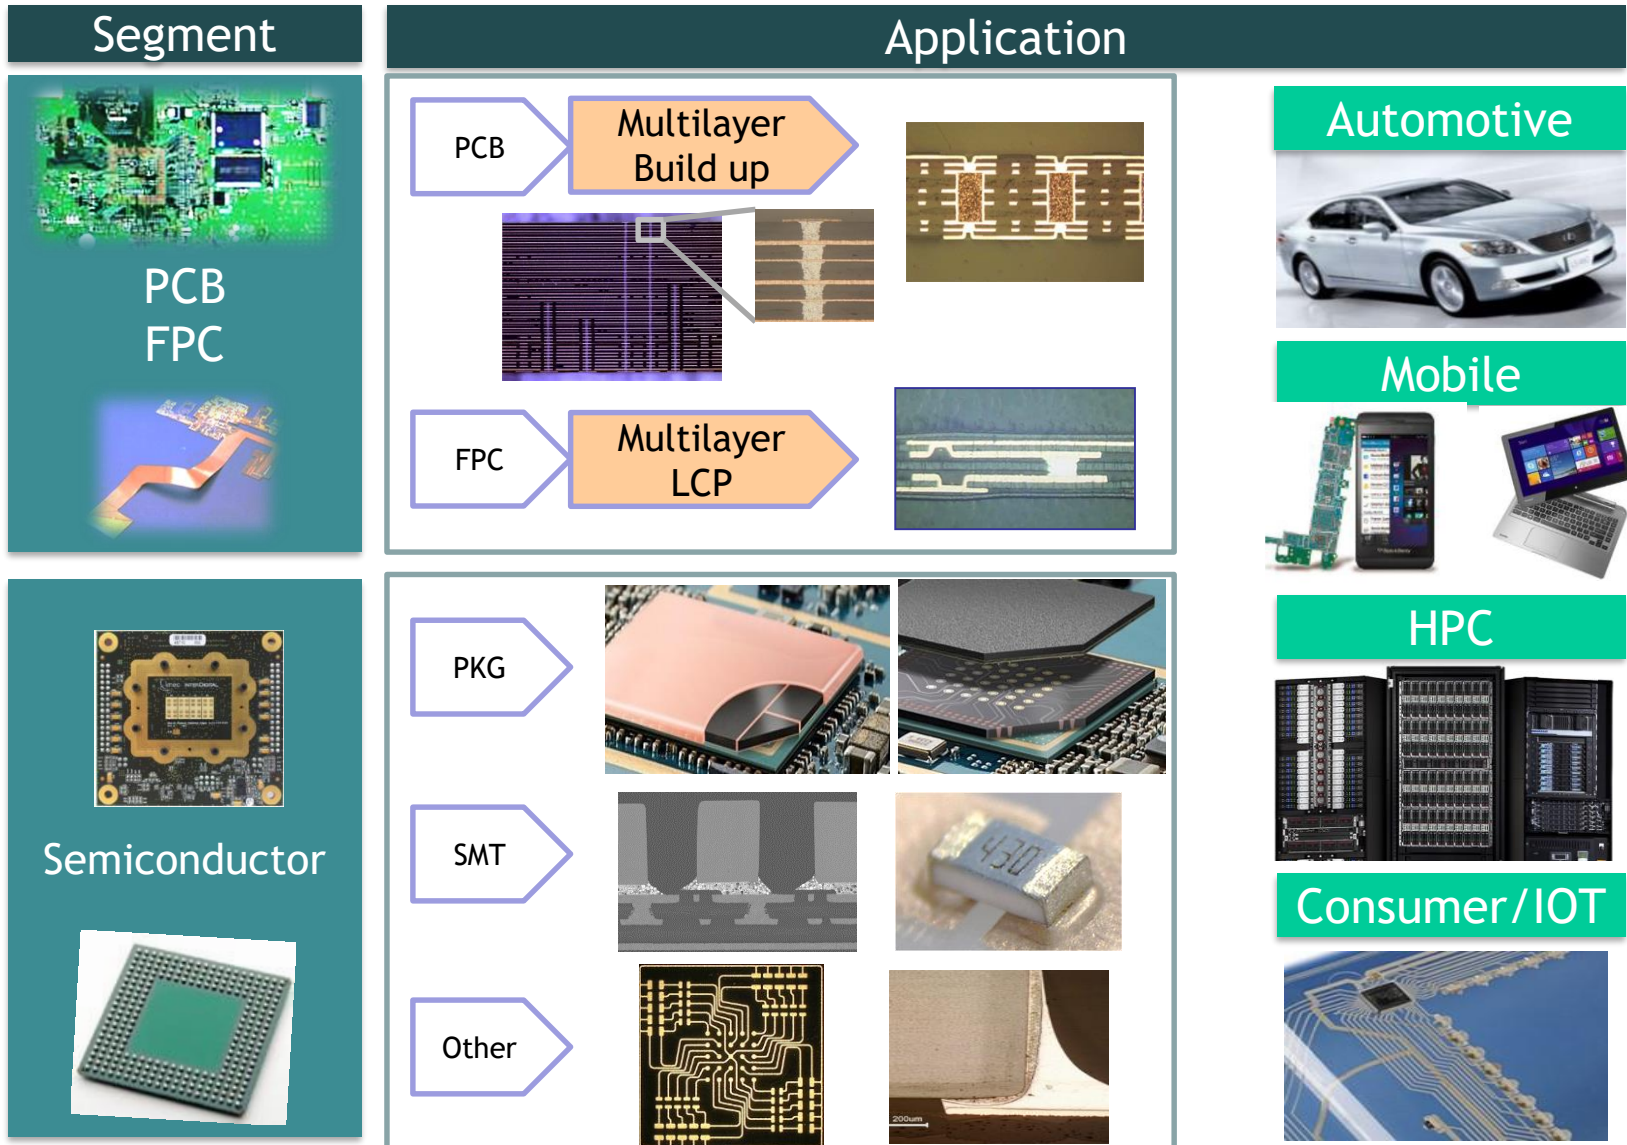 Segment
Application
PCB
FPC
PCB
Multilayer
Build up
FPC
Multilayer
LCP
Automotive
Mobile
HPC
Consumer/IOT
Semiconductor
PKG
SMT
430
Other
200um